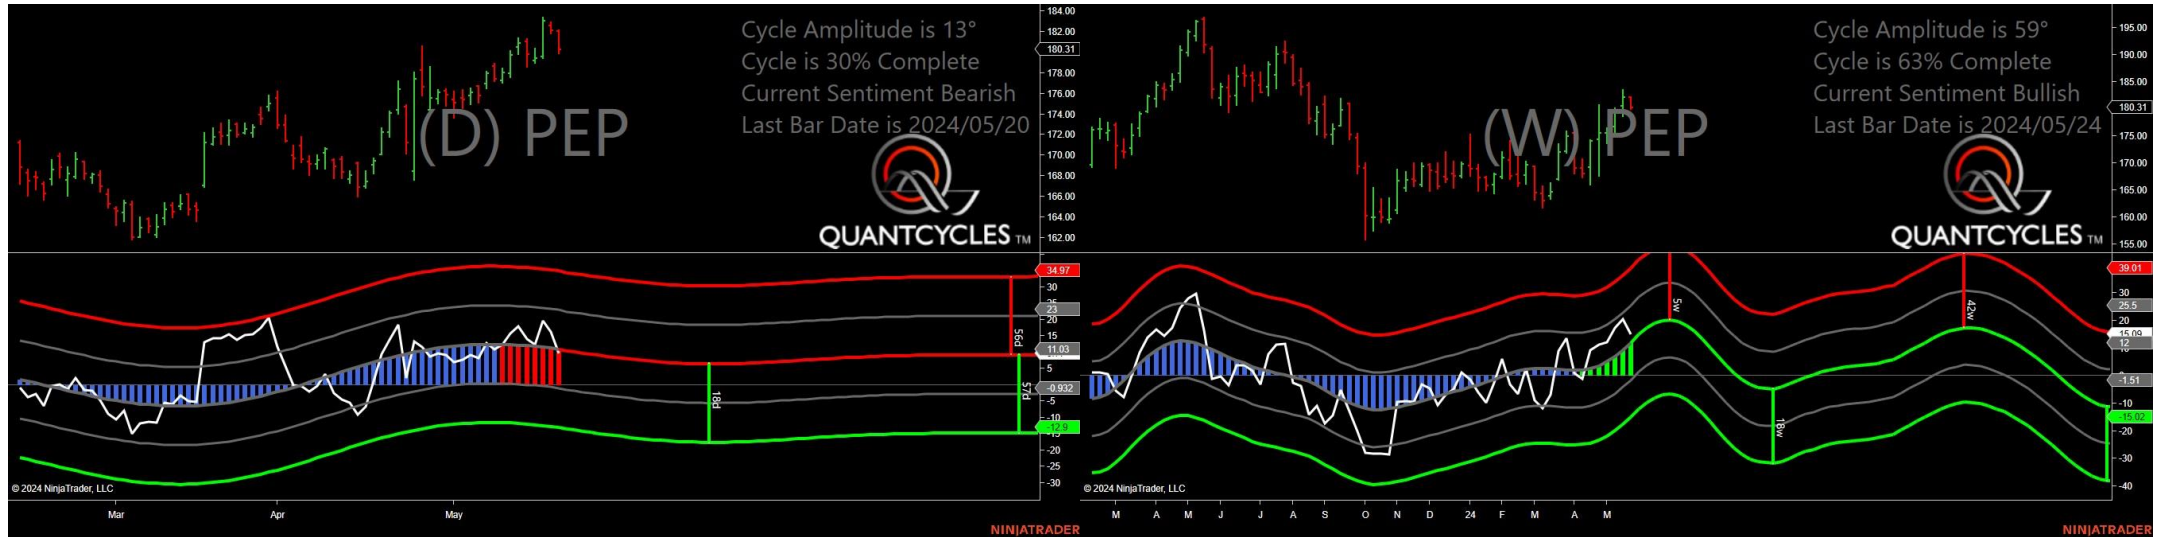 Cycle Amplitude is 13°
Cycle is 30% Complete
Current Sentiment Bearish
Last Bar Date is 2024/05/20
(D) PEP
QUANTCYCLES TM
184.00
182.00
180.31
178.00
176.00
174.00
172.00
170.00
168.00
166.00
164.00
162.00
34.97
30
23
20
15
11.03
5
-0.932
-5
-10
-12.9
-20
-25
-30
18d
56d
57d
© 2024 NinjaTrader, LLC
Mar Apr May
NINJATRADER
Cycle Amplitude is 59°
Cycle is 63% Complete
Current Sentiment Bullish
Last Bar Date is 2024/05/24
(W) PEP
QUANTCYCLES TM
195.00
190.00
185.00
180.31
175.00
170.00
165.00
160.00
155.00
39.01
30
25.5
20
15.09
12
-1.51
-10
-15.02
-20
-30
-40
5w
18w
42w
© 2024 NinjaTrader, LLC
M A M J J A S O N D 24 F M A M
NINJATRADER